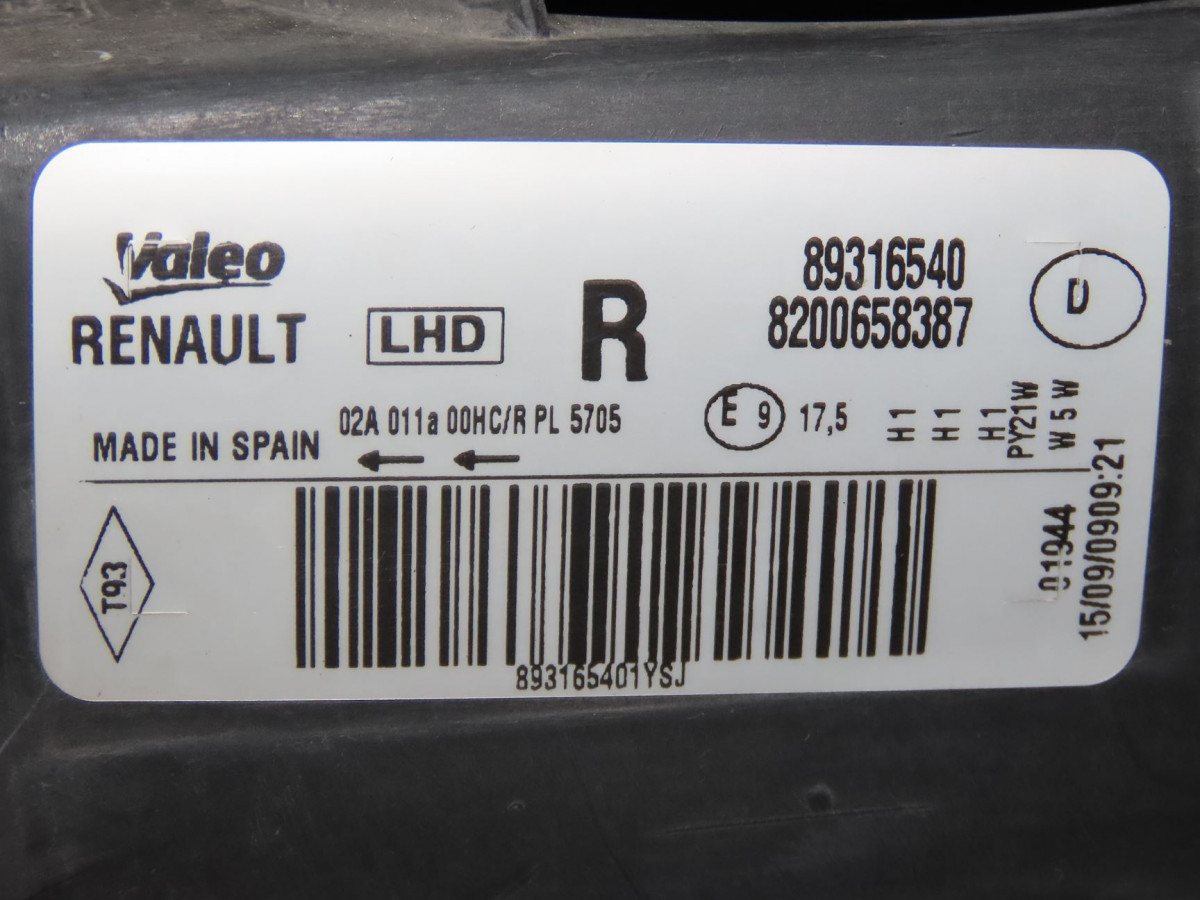 Valeo
RENAULT
LHD
R
89316540
8200658387
D
MADE IN SPAIN
02A 011a 00HC/R PL 5705
E 9
17,5
H1
H1
H1
PY21W
W5W
T93
893165401YSJ
01944
15/09/0909:21